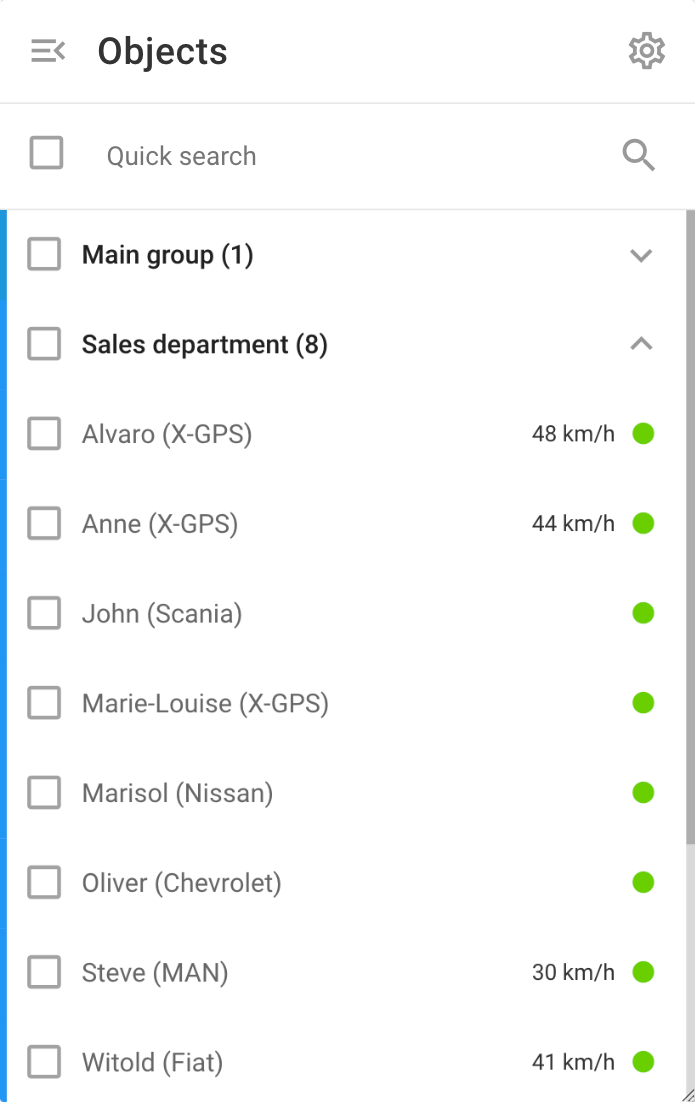 Objects
Quick search
Main group (1)
Sales department (8)
Alvaro (X-GPS) 48 km/h
Anne (X-GPS) 44 km/h
John (Scania)
Marie-Louise (X-GPS)
Marisol (Nissan)
Oliver (Chevrolet)
Steve (MAN) 30 km/h
Witold (Fiat) 41 km/h